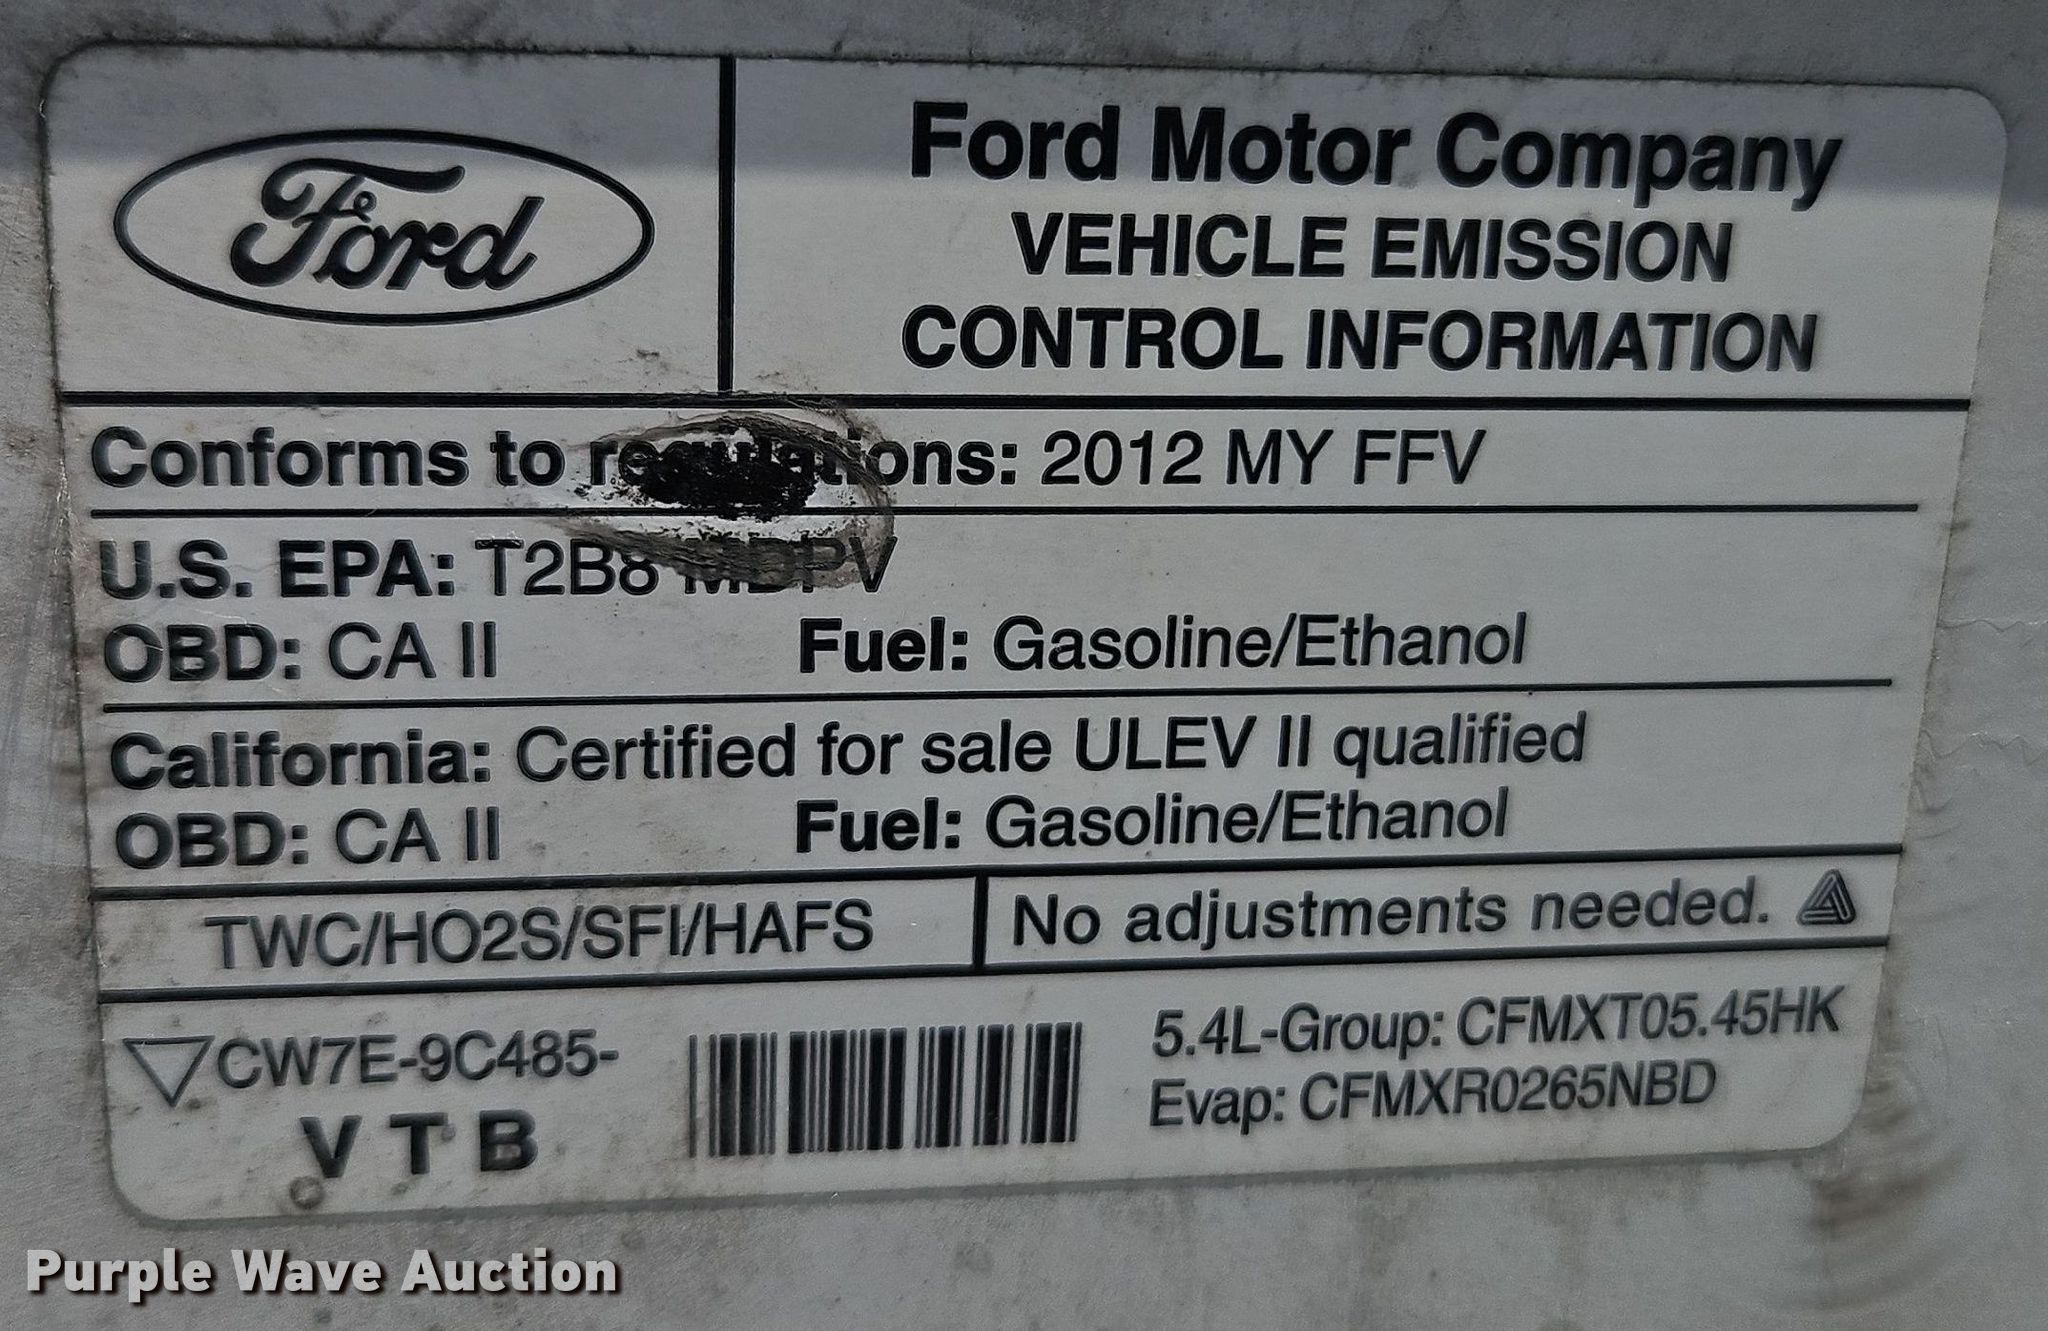 Ford
Ford Motor Company
VEHICLE EMISSION
CONTROL INFORMATION
Conforms to regulations: 2012 MY FFV
U.S. EPA: T2B8 MDPV
OBD: CA II Fuel: Gasoline/Ethanol
California: Certified for sale ULEV II qualified
OBD: CA II Fuel: Gasoline/Ethanol
TWC/HO2S/SFI/HAFS
No adjustments needed.
CW7E-9C485-
VTB
5.4L-Group: CFMXT05.45HK
Evap: CFMXR0265NBD
Purple Wave Auction